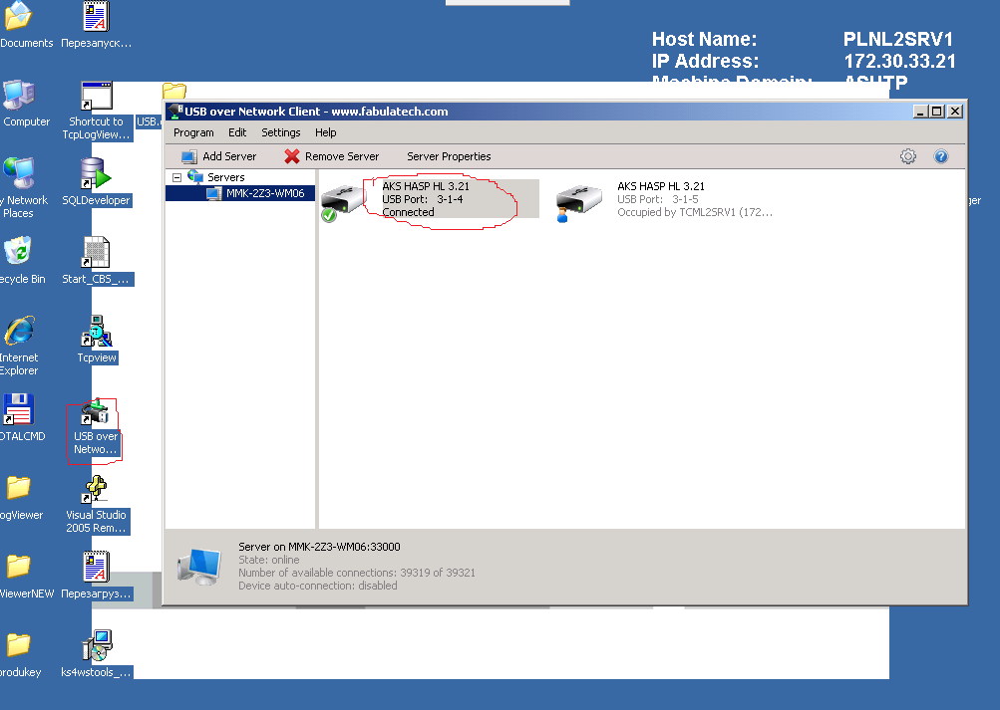 Documents
Перезапуск...
Host Name:
PLNL2SRV1
IP Address:
172.30.33.21
Machine Domain:
ASUTP
Computer
Shortcut to
TcpLogView...
USB.
USB over Network Client - www.fabulatech.com
Program
Edit
Settings
Help
Add Server
Remove Server
Server Properties
Servers
MMK-2Z3-WM06
AKS HASP HL 3.21
USB Port: 3-1-4
Connected
AKS HASP HL 3.21
USB Port: 3-1-5
Occupied by TCML2SRV1 (172...
y Network
Places
SQLDeveloper
ger
ecycle Bin
Start_CBS_...
Internet
Explorer
Tcpview
OTALCMD
USB over
Netwo...
ogViewer
Visual Studio
2005 Rem...
ViewerNEW
Перезагруз...
Server on MMK-2Z3-WM06:33000
State: online
Number of available connections: 39319 of 39321
Device auto-connection: disabled
produkey
ks4wstools_...